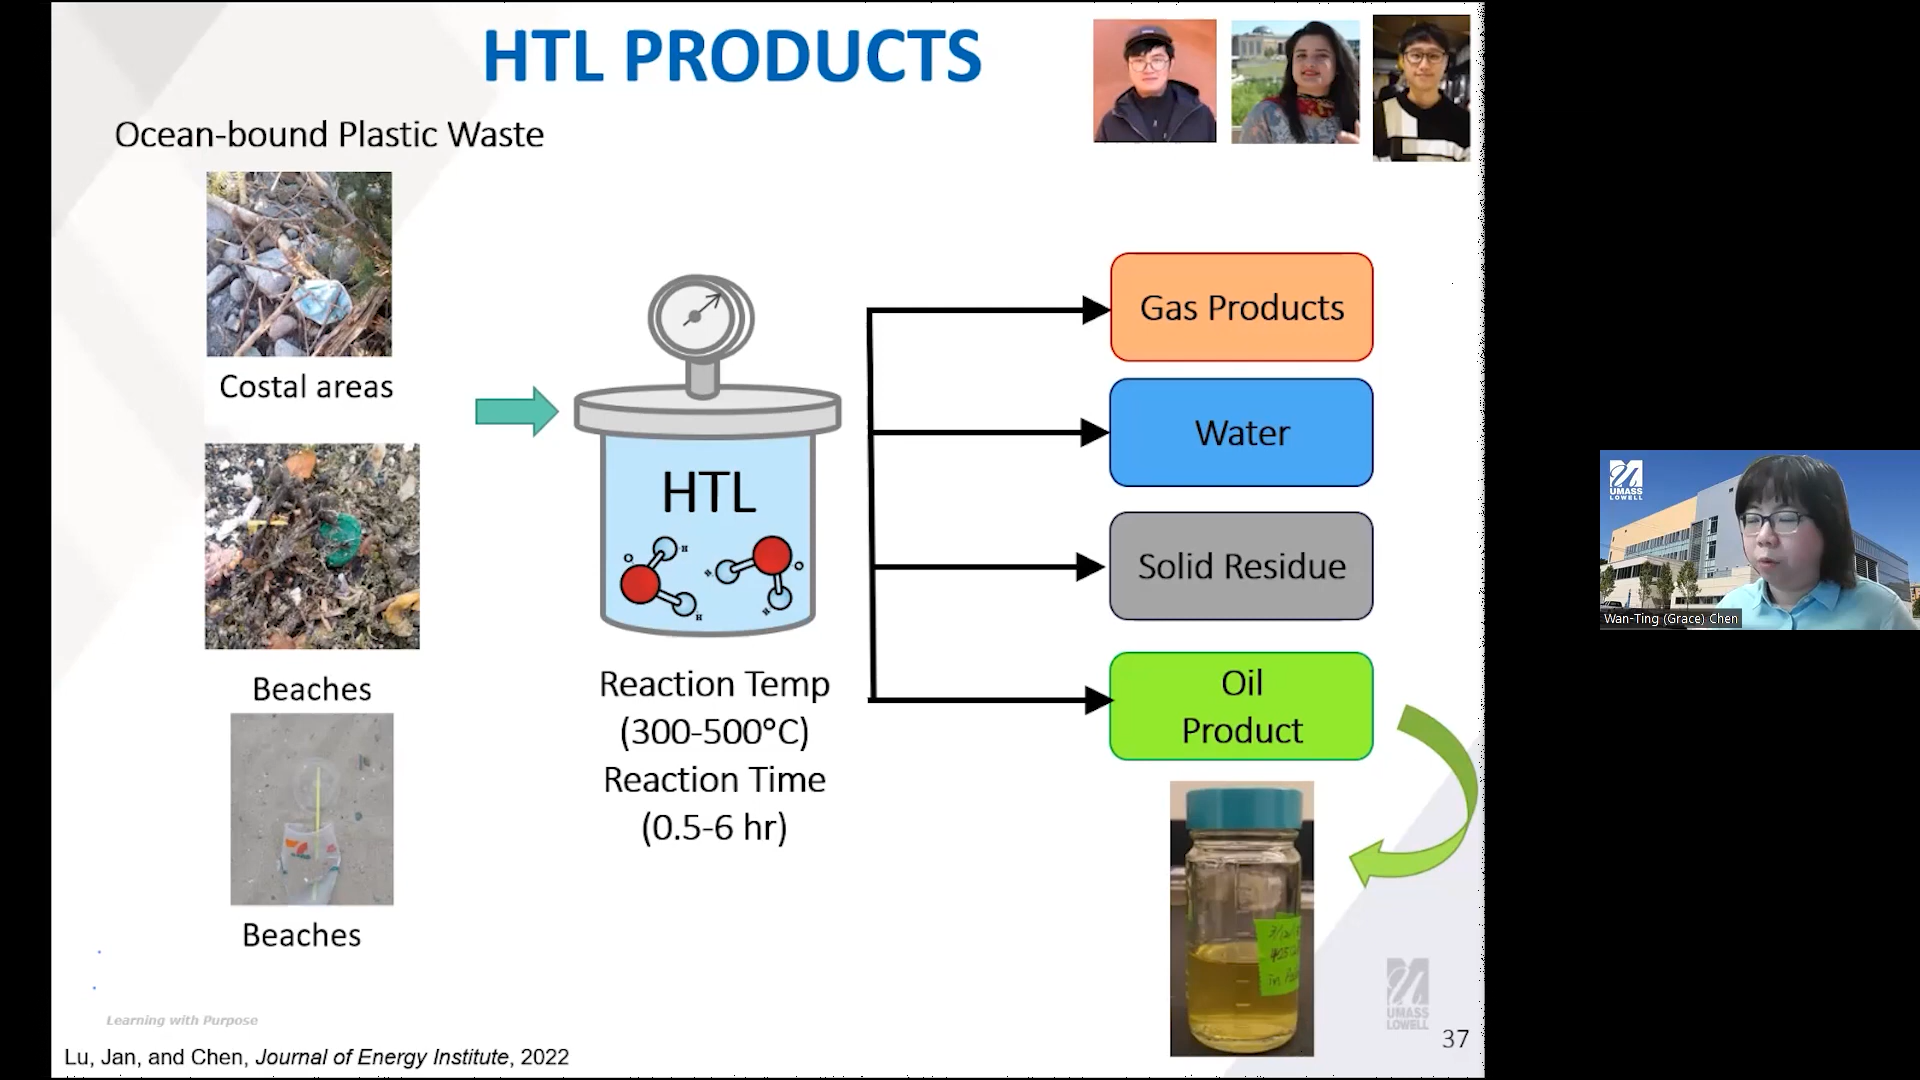 HTL PRODUCTS
Ocean-bound Plastic Waste
Costal areas
Beaches
Beaches
HTL
H
H
H
H
Reaction Temp
(300-500°C)
Reaction Time
(0.5-6 hr)
Gas Products
Water
Solid Residue
Oil
Product
Learning with Purpose
Lu, Jan, and Chen, Journal of Energy Institute, 2022
UMASS
LOWELL
37
UMASS
LOWELL
Wan-Ting (Grace) Chen